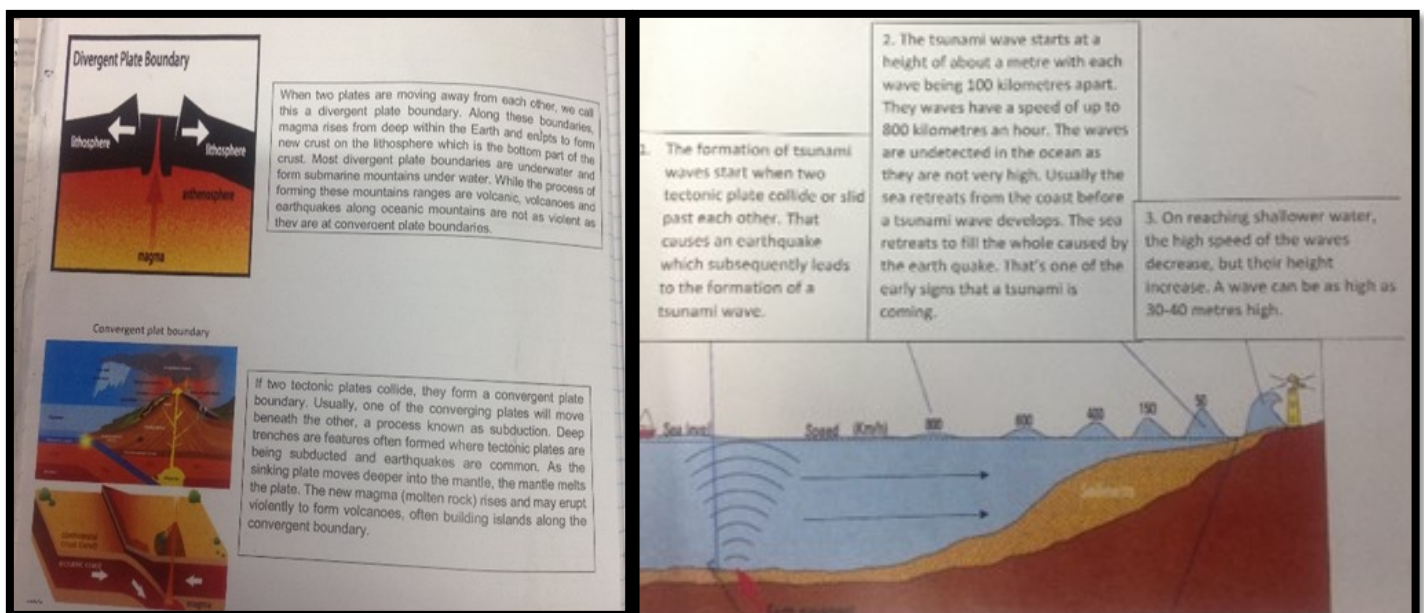 Divergent Plate Boundary
lithosphere
lithosphere
asthenosphere
magma
When two plates are moving away from each other, we call
this a divergent plate boundary. Along these boundaries,
magma rises from deep within the Earth and erupts to form
new crust on the lithosphere which is the bottom part of the
crust. Most divergent plate boundaries are underwater and
form submarine mountains under water. While the process of
forming these mountains ranges are volcanic, volcanoes and
earthquakes along oceanic mountains are not as violent as
they are at convergent plate boundaries.
Convergent plat boundary
If two tectonic plates collide, they form a convergent plate
boundary. Usually, one of the converging plates will move
beneath the other, a process known as subduction. Deep
trenches are features often formed where tectonic plates are
being subducted and earthquakes are common. As the
sinking plate moves deeper into the mantle, the mantle melts
the plate. The new magma (molten rock) rises and may erupt
violently to form volcanoes, often building islands along the
convergent boundary.
magma
1. The formation of tsunami
waves start when two
tectonic plate collide or slid
past each other. That
causes an earthquake
which subsequently leads
to the formation of a
tsunami wave.
2. The tsunami wave starts at a
height of about a metre with each
wave being 100 kilometres apart.
They waves have a speed of up to
800 kilometres an hour. The waves
are undetected in the ocean as
they are not very high. Usually the
sea retreats from the coast before
a tsunami wave develops. The sea
retreats to fill the whole caused by
the earth quake. That's one of the
early signs that a tsunami is
coming.
3. On reaching shallower water,
the high speed of the waves
decrease, but their height
increase. A wave can be as high as
30-40 metres high.
Sea level
Speed (Km/h)
800
600
400
150
50